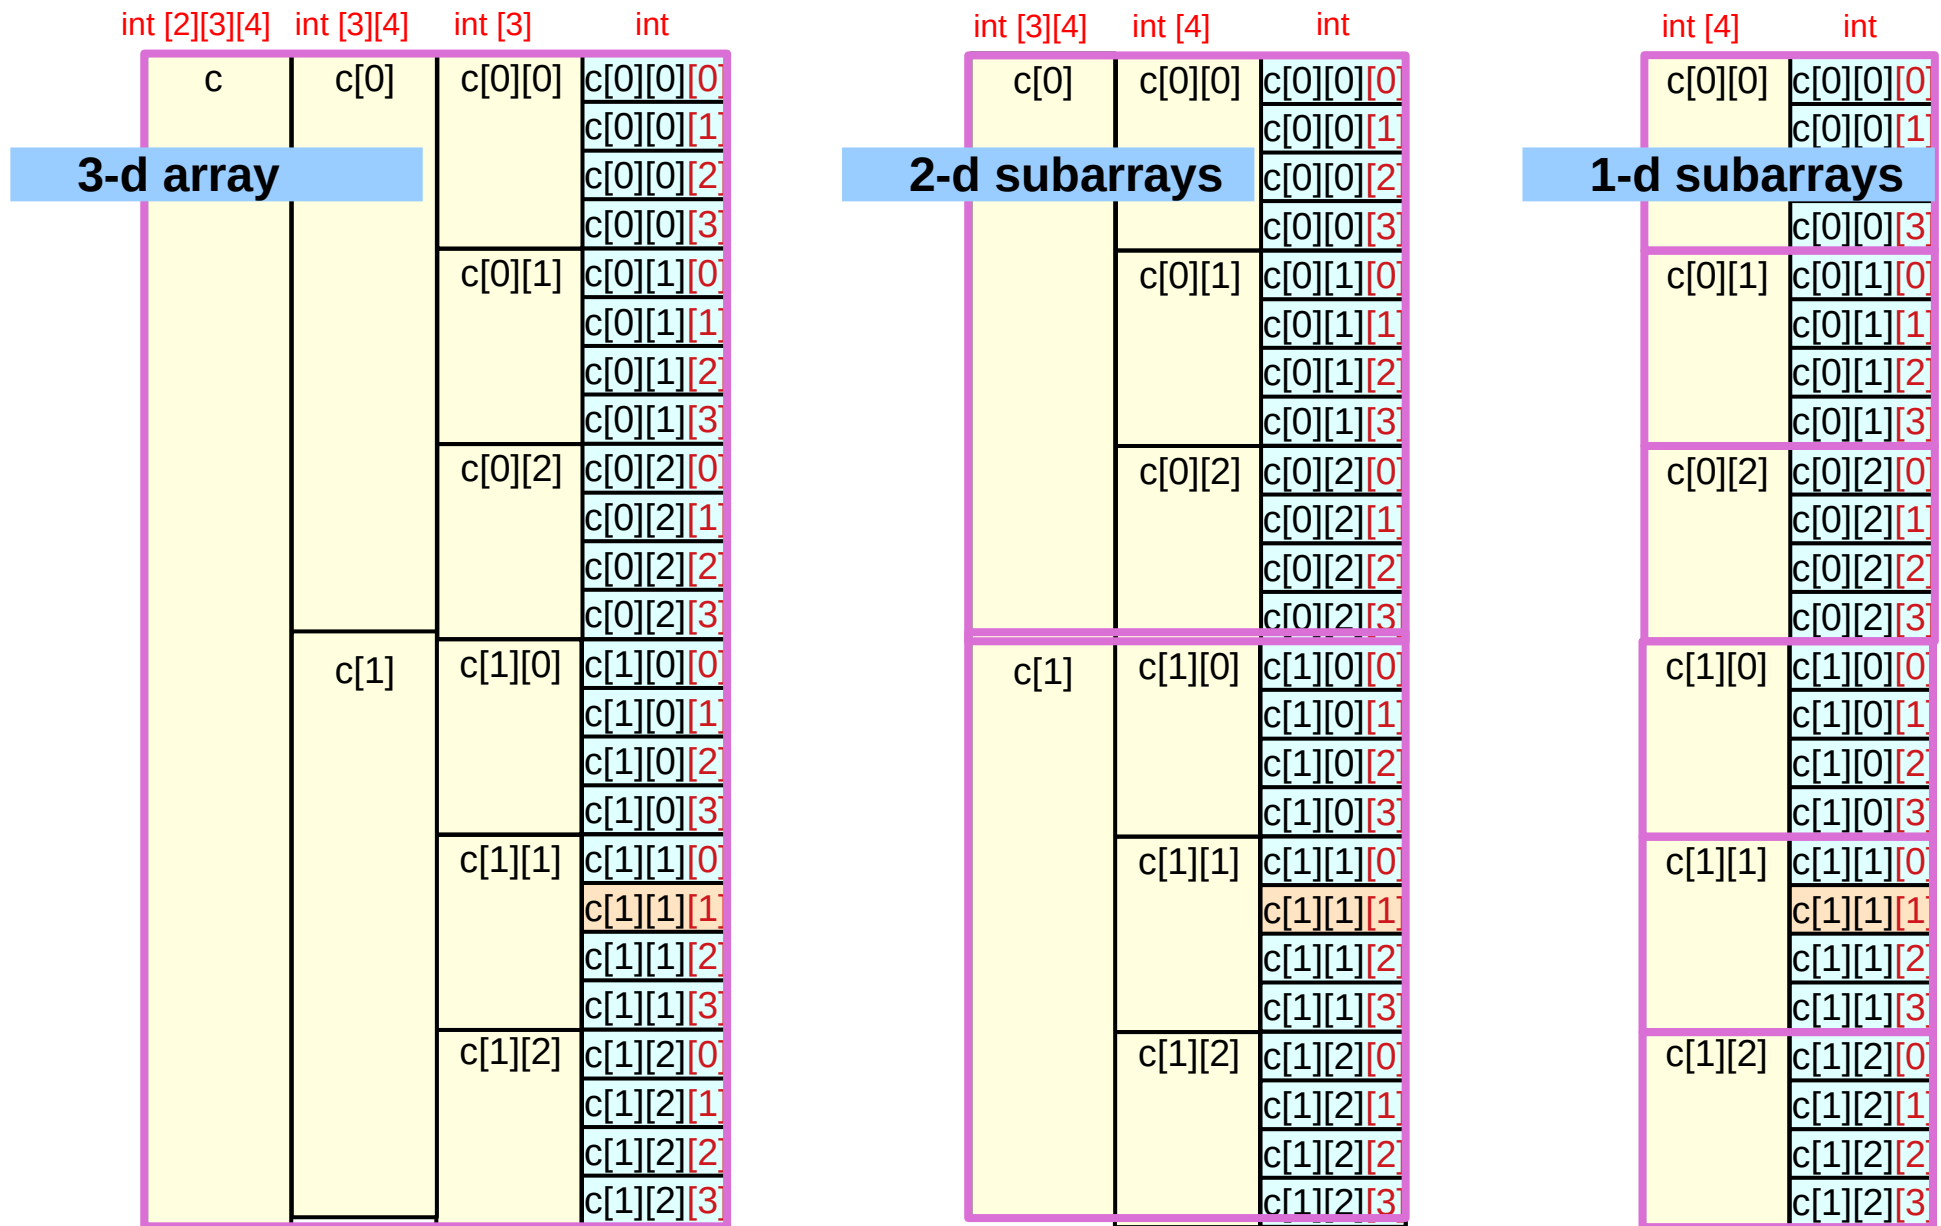 int [2][3][4] int [3][4] int [3] int
c c[0] c[0][0] c[0][0][0]
c[0][0][1]
3-d array
c[0][0][2]
c[0][0][3]
c[0][1] c[0][1][0]
c[0][1][1]
c[0][1][2]
c[0][1][3]
c[0][2] c[0][2][0]
c[0][2][1]
c[0][2][2]
c[0][2][3]
c[1] c[1][0] c[1][0][0]
c[1][0][1]
c[1][0][2]
c[1][0][3]
c[1][1] c[1][1][0]
c[1][1][1]
c[1][1][2]
c[1][1][3]
c[1][2] c[1][2][0]
c[1][2][1]
c[1][2][2]
c[1][2][3]
int [3][4] int [4] int
c[0] c[0][0] c[0][0][0]
c[0][0][1]
2-d subarrays
c[0][0][2]
c[0][0][3]
c[0][1] c[0][1][0]
c[0][1][1]
c[0][1][2]
c[0][1][3]
c[0][2] c[0][2][0]
c[0][2][1]
c[0][2][2]
c[0][2][3]
c[1] c[1][0] c[1][0][0]
c[1][0][1]
c[1][0][2]
c[1][0][3]
c[1][1] c[1][1][0]
c[1][1][1]
c[1][1][2]
c[1][1][3]
c[1][2] c[1][2][0]
c[1][2][1]
c[1][2][2]
c[1][2][3]
int [4] int
c[0][0] c[0][0][0]
c[0][0][1]
1-d subarrays
c[0][0][3]
c[0][1] c[0][1][0]
c[0][1][1]
c[0][1][2]
c[0][1][3]
c[0][2] c[0][2][0]
c[0][2][1]
c[0][2][2]
c[0][2][3]
c[1][0] c[1][0][0]
c[1][0][1]
c[1][0][2]
c[1][0][3]
c[1][1] c[1][1][0]
c[1][1][1]
c[1][1][2]
c[1][1][3]
c[1][2] c[1][2][0]
c[1][2][1]
c[1][2][2]
c[1][2][3]